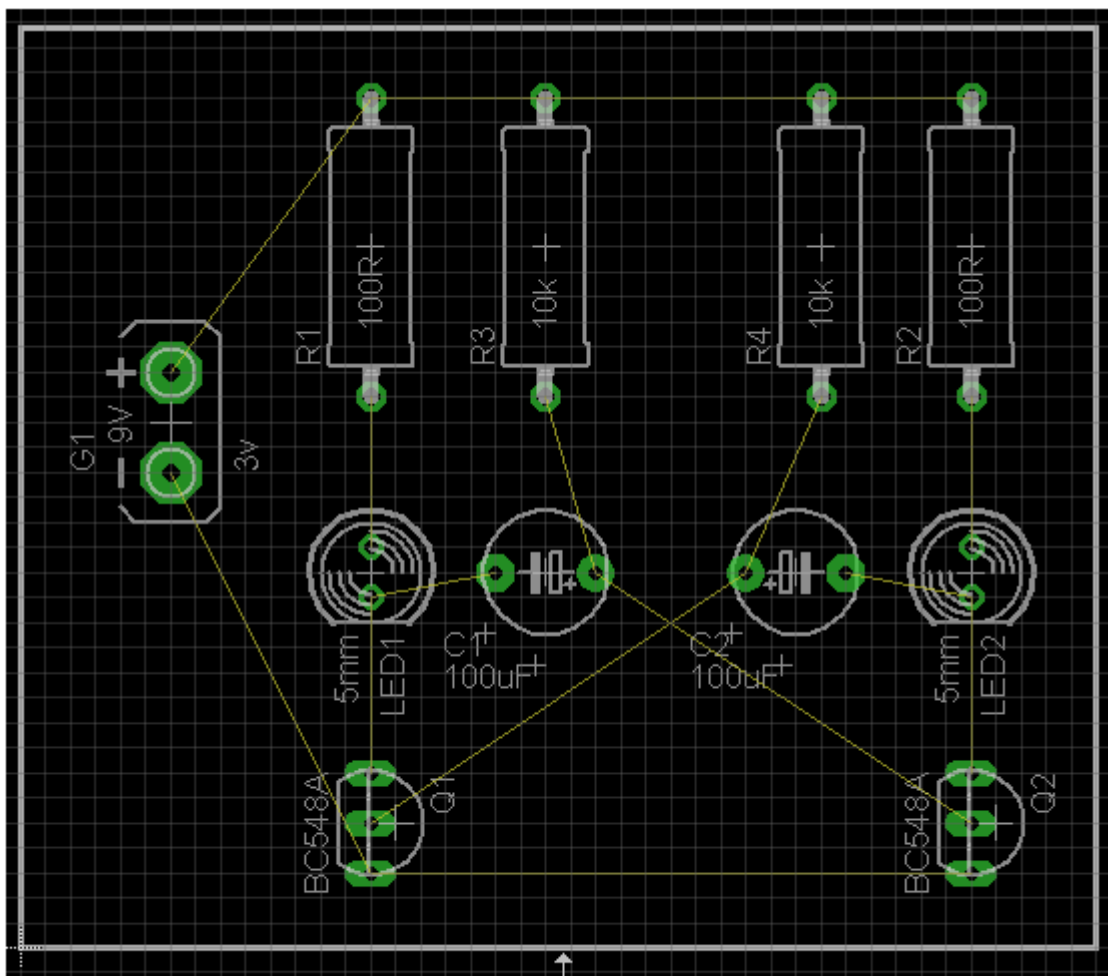 R1
100R
R3
10k
R4
10k
R2
100R
G1
+
9V
-
3v
5mm
LED1
C1
100uF
C2
100uF
5mm
LED2
BC548A
Q1
BC548A
Q2